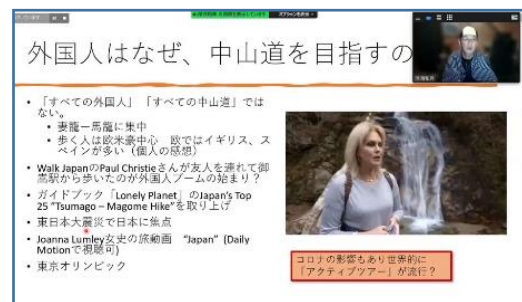 外国人はなぜ、中山道を目指すの
• 「すべての外国人」「すべての中山道」では
ない。
• 妻籠ー馬籠に集中
• 歩く人は欧米豪中心　欧ではイギリス、ス
ペインが多い（個人の感想）
• Walk JapanのPaul Christieさんが友人を連れて御
嵩駅から歩いたのが外国人ブームの始まり？
• ガイドブック「Lonely Planet」のJapan's Top
25 "Tsumago – Magome Hike"を取り上げ
• 東日本大震災で日本に焦点
• Joanna Lumley女史の旅動画 "Japan" (Daily
Motionで視聴可)
• 東京オリンピック
コロナの影響もあり世界的に
「アクティブツアー」が流行？